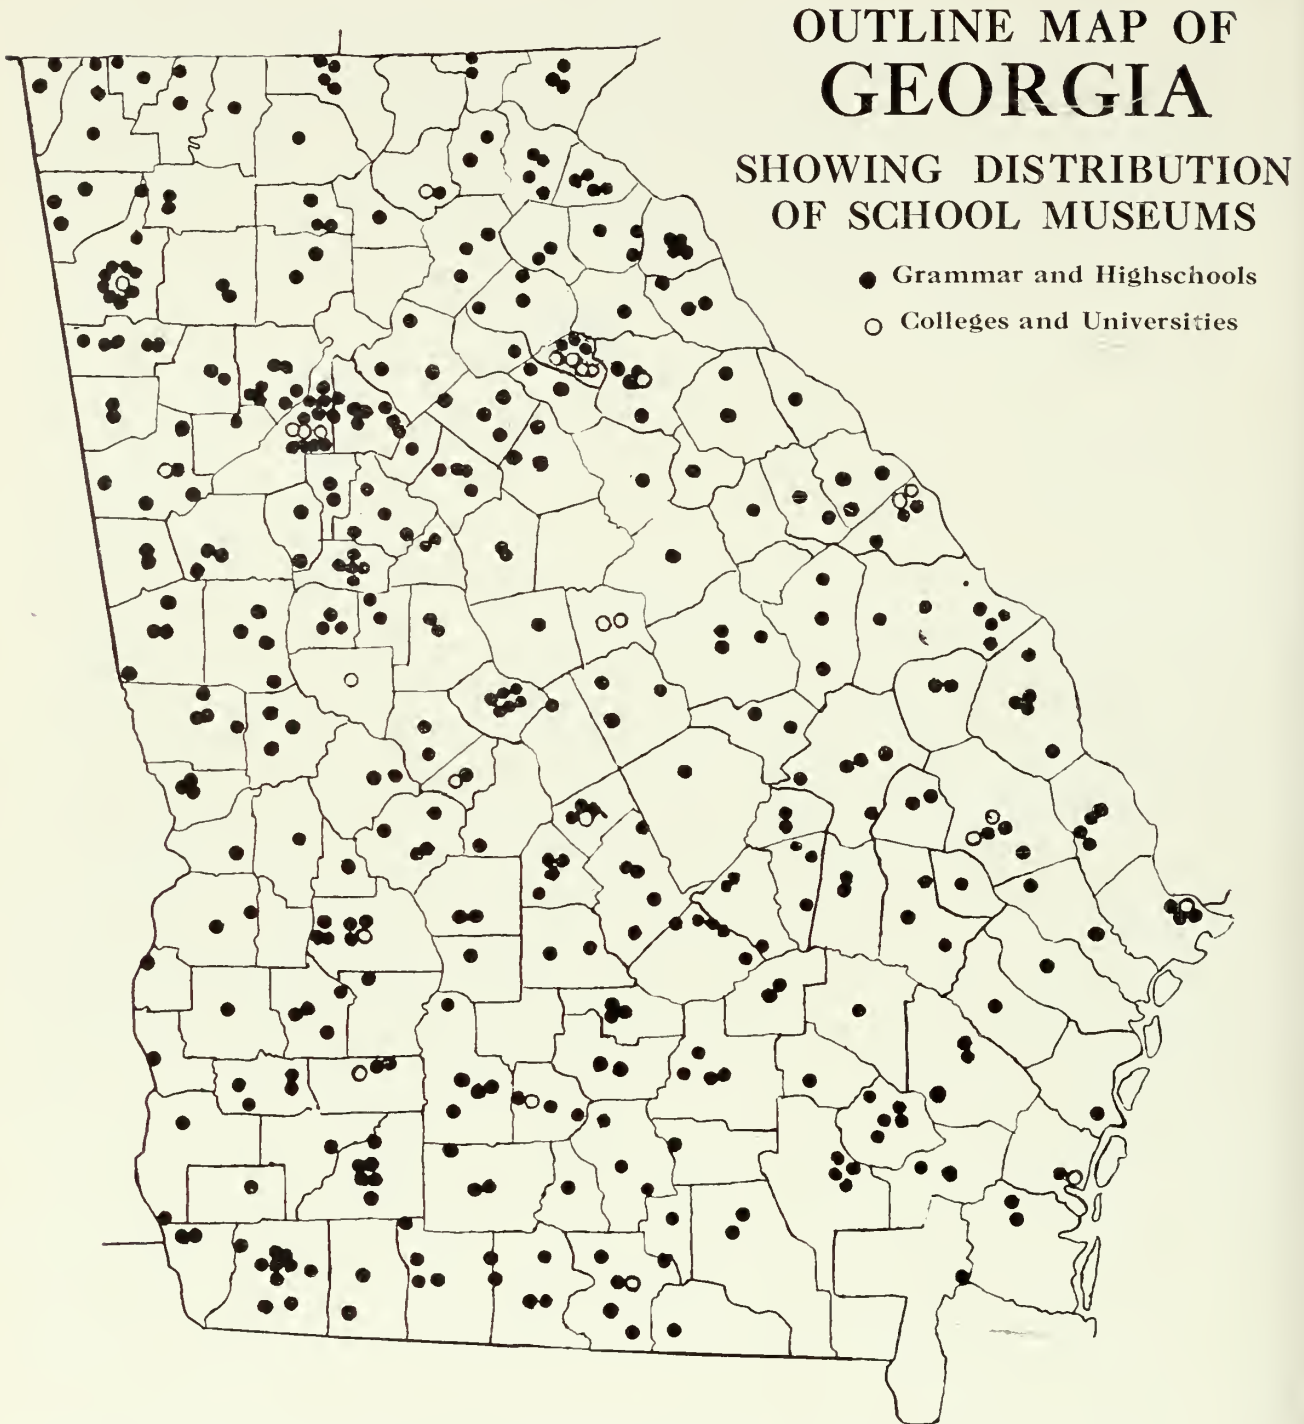 OUTLINE MAP OF
GEORGIA
SHOWING DISTRIBUTION
OF SCHOOL MUSEUMS
Grammar and Highschools
Colleges and Universities